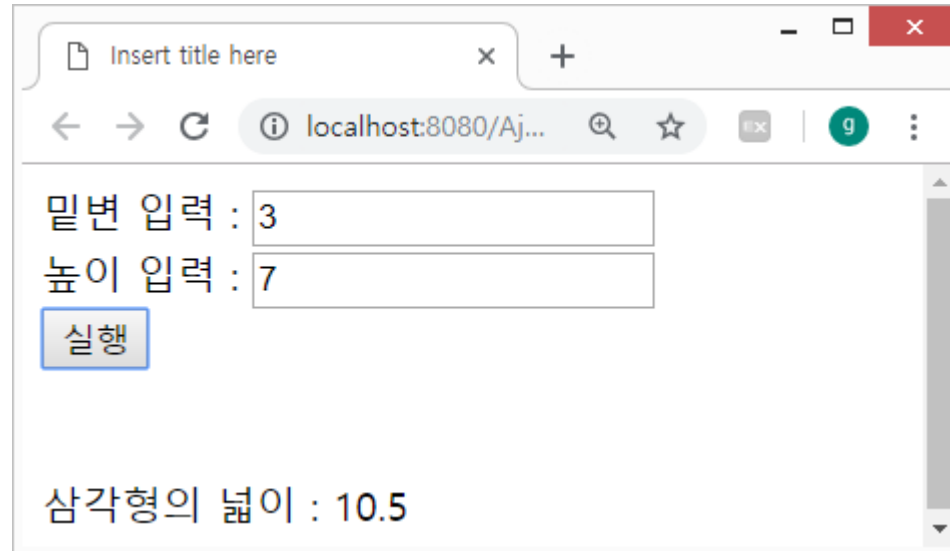 Insert title here
localhost:8080/Aj...
g
밑변 입력 : 3
높이 입력 : 7
실행
삼각형의 넓이 : 10.5